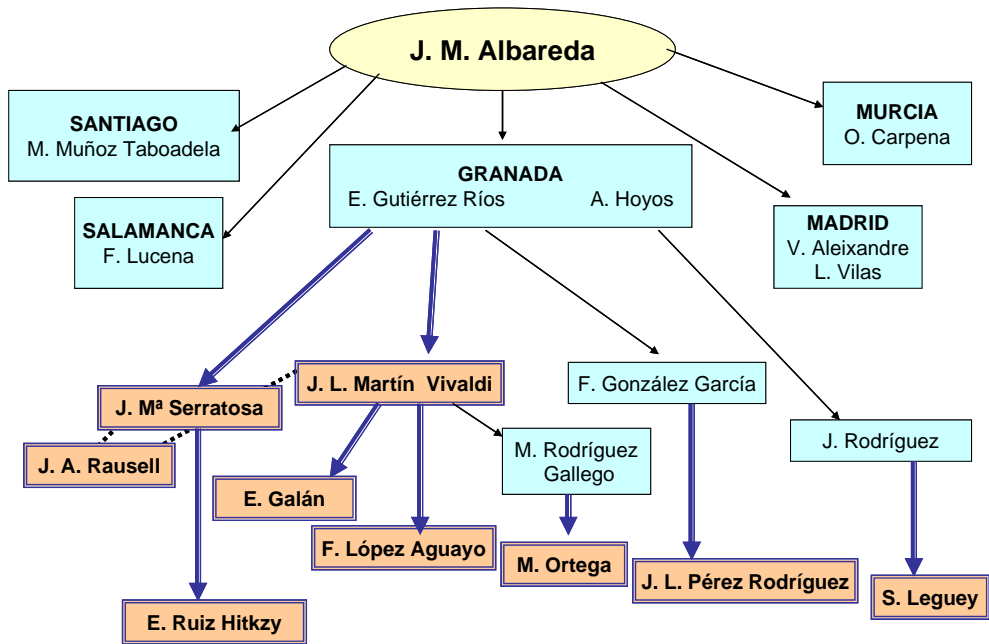 J. M. Albareda
SANTIAGO
M. Muñoz Taboadela
MURCIA
O. Carpena
GRANADA
E. Gutiérrez Ríos A. Hoyos
SALAMANCA
F. Lucena
MADRID
V. Aleixandre
L. Vilas
J. Mª Serratosa
J. L. Martín Vivaldi
F. González García
J. A. Rausell
M. Rodríguez
Gallego
J. Rodríguez
E. Galán
F. López Aguayo
M. Ortega
J. L. Pérez Rodríguez
S. Leguey
E. Ruiz Hitkzy